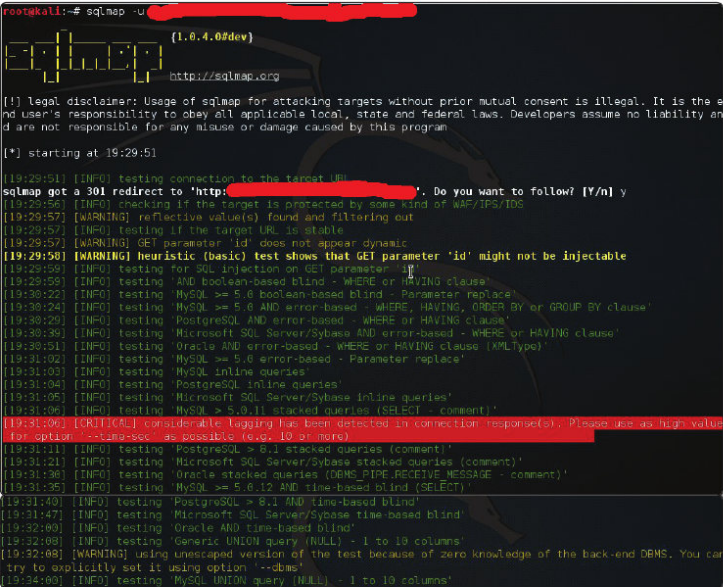 root@kali:~# sqlmap -u
{1.0.4.0#dev}
sqlmap
http://sqlmap.org
[!] legal disclaimer: Usage of sqlmap for attacking targets without prior mutual consent is illegal. It is the e
nd user's responsibility to obey all applicable local, state and federal laws. Developers assume no liability an
d are not responsible for any misuse or damage caused by this program
[*] starting at 19:29:51
[19:29:51] [INFO] testing connection to the target URL
sqlmap got a 301 redirect to 'http: '. Do you want to follow? [Y/n] y
[19:29:56] [INFO] checking if the target is protected by some kind of WAF/IPS/IDS
[19:29:57] [WARNING] reflective value(s) found and filtering out
[19:29:57] [INFO] testing if the target URL is stable
[19:29:57] [WARNING] GET parameter 'id' does not appear dynamic
[19:29:58] [WARNING] heuristic (basic) test shows that GET parameter 'id' might not be injectable
[19:29:59] [INFO] testing for SQL injection on GET parameter 'id'
[19:29:59] [INFO] testing 'AND boolean-based blind - WHERE or HAVING clause'
[19:30:22] [INFO] testing 'MySQL >= 5.0 boolean-based blind - Parameter replace'
[19:30:24] [INFO] testing 'MySQL >= 5.0 AND error-based - WHERE, HAVING, ORDER BY or GROUP BY clause'
[19:30:29] [INFO] testing 'PostgreSQL AND error-based - WHERE or HAVING clause'
[19:30:39] [INFO] testing 'Microsoft SQL Server/Sybase AND error-based - WHERE or HAVING clause'
[19:30:51] [INFO] testing 'Oracle AND error-based - WHERE or HAVING clause (XMLType)'
[19:31:02] [INFO] testing 'MySQL >= 5.0 error-based - Parameter replace'
[19:31:03] [INFO] testing 'MySQL inline queries'
[19:31:04] [INFO] testing 'PostgreSQL inline queries'
[19:31:05] [INFO] testing 'Microsoft SQL Server/Sybase inline queries'
[19:31:06] [INFO] testing 'MySQL > 5.0.11 stacked queries (SELECT - comment)'
[19:31:06] [CRITICAL] considerable lagging has been detected in connection response(s). Please use as high value
for option '--time-sec' as possible (e.g. 10 or more)
[19:31:11] [INFO] testing 'PostgreSQL > 8.1 stacked queries (comment)'
[19:31:21] [INFO] testing 'Microsoft SQL Server/Sybase stacked queries (comment)'
[19:31:30] [INFO] testing 'Oracle stacked queries (DBMS_PIPE.RECEIVE_MESSAGE - comment)'
[19:31:35] [INFO] testing 'MySQL >= 5.0.12 AND time-based blind (SELECT)'
[19:31:40] [INFO] testing 'PostgreSQL > 8.1 AND time-based blind'
[19:31:47] [INFO] testing 'Microsoft SQL Server/Sybase time-based blind'
[19:32:00] [INFO] testing 'Oracle AND time-based blind'
[19:32:08] [INFO] testing 'Generic UNION query (NULL) - 1 to 10 columns'
[19:32:08] [WARNING] using unescaped version of the test because of zero knowledge of the back-end DBMS. You can
try to explicitly set it using option '--dbms'
[19:34:00] [INFO] testing 'MySQL UNION query (NULL) - 1 to 10 columns'